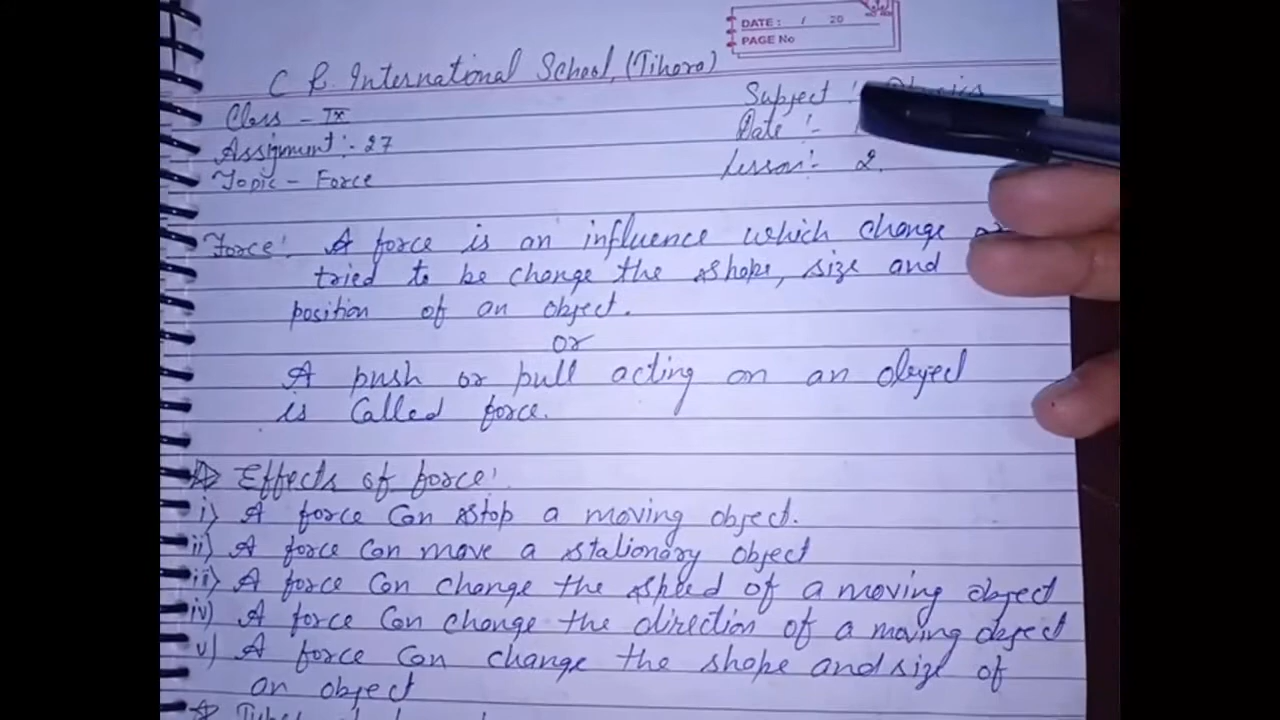 DATE: / 20
PAGE No
C R International School, (Tihora)
Subject :
Class - IX
Date :-
Assignment :- 27
Lesson :- 2.
Topic - Force
Force: A force is an influence which change or
tried to be change the shape, size and
position of an object.
or
A push or pull acting on an object
is Called force.
Effects of force:
i) A force Can stop a moving object.
ii) A force Can move a stationary object
iii) A force Can change the speed of a moving object
iv) A force Can change the direction of a moving object
v) A force Can change the shape and size of
an object